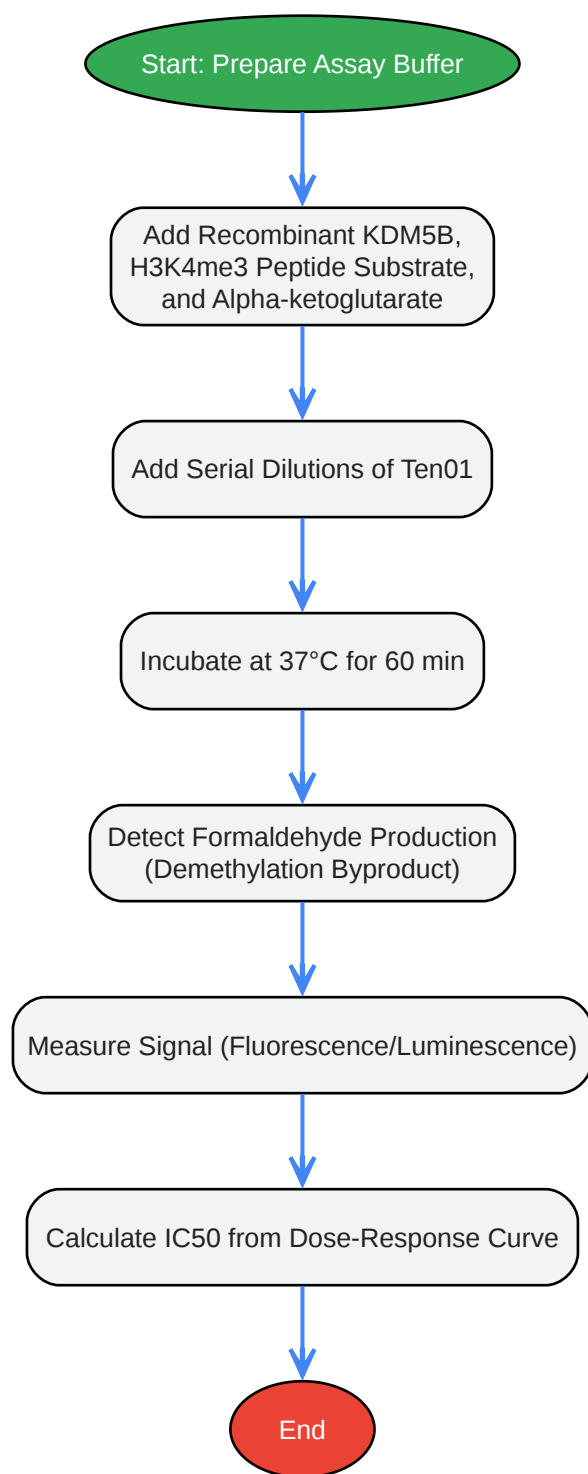 Start: Prepare Assay Buffer
Add Recombinant KDM5B,
H3K4me3 Peptide Substrate,
and Alpha-ketoglutarate
Add Serial Dilutions of Ten01
Incubate at 37°C for 60 min
Detect Formaldehyde Production
(Demethylation Byproduct)
Measure Signal (Fluorescence/Luminescence)
Calculate IC50 from Dose-Response Curve
End